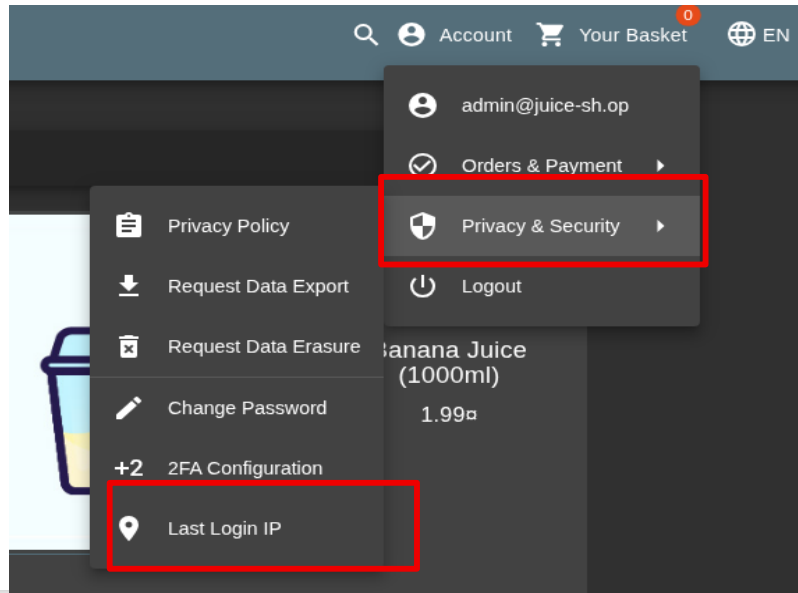 0
Account
Your Basket
EN
admin@juice-sh.op
Orders & Payment
Privacy & Security
Logout
Privacy Policy
Request Data Export
Request Data Erasure
Change Password
+2 2FA Configuration
Last Login IP
Juice
(1000ml)
1.99¤